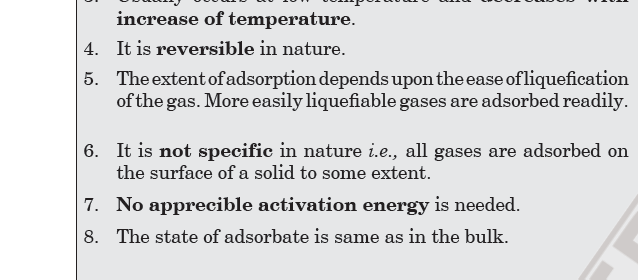 increase of temperature.
4. It is reversible in nature.
5. The extent of adsorption depends upon the ease of liquefication
of the gas. More easily liquefiable gases are adsorbed readily.
6. It is not specific in nature i.e., all gases are adsorbed on
the surface of a solid to some extent.
7. No apprecible activation energy is needed.
8. The state of adsorbate is same as in the bulk.